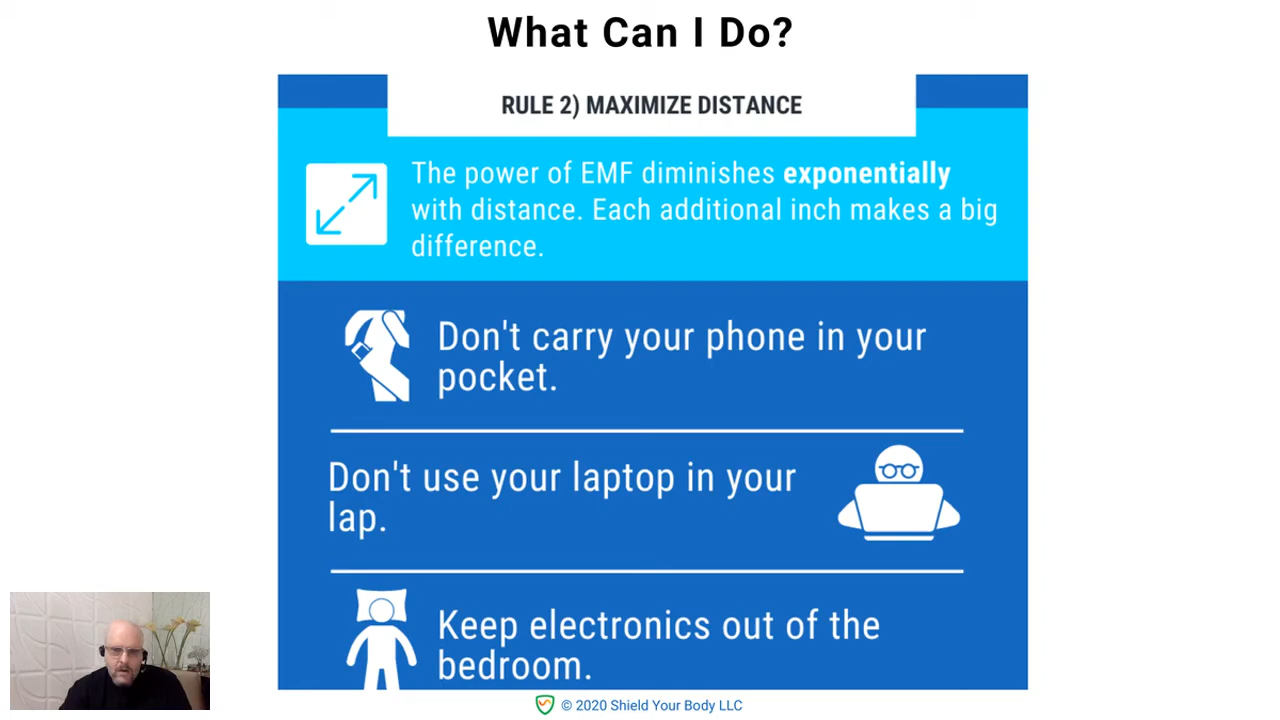 What Can I Do?
RULE 2) MAXIMIZE DISTANCE
The power of EMF diminishes exponentially
with distance. Each additional inch makes a big
difference.
Don't carry your phone in your
pocket.
Don't use your laptop in your
lap.
Keep electronics out of the
bedroom.
© 2020 Shield Your Body LLC